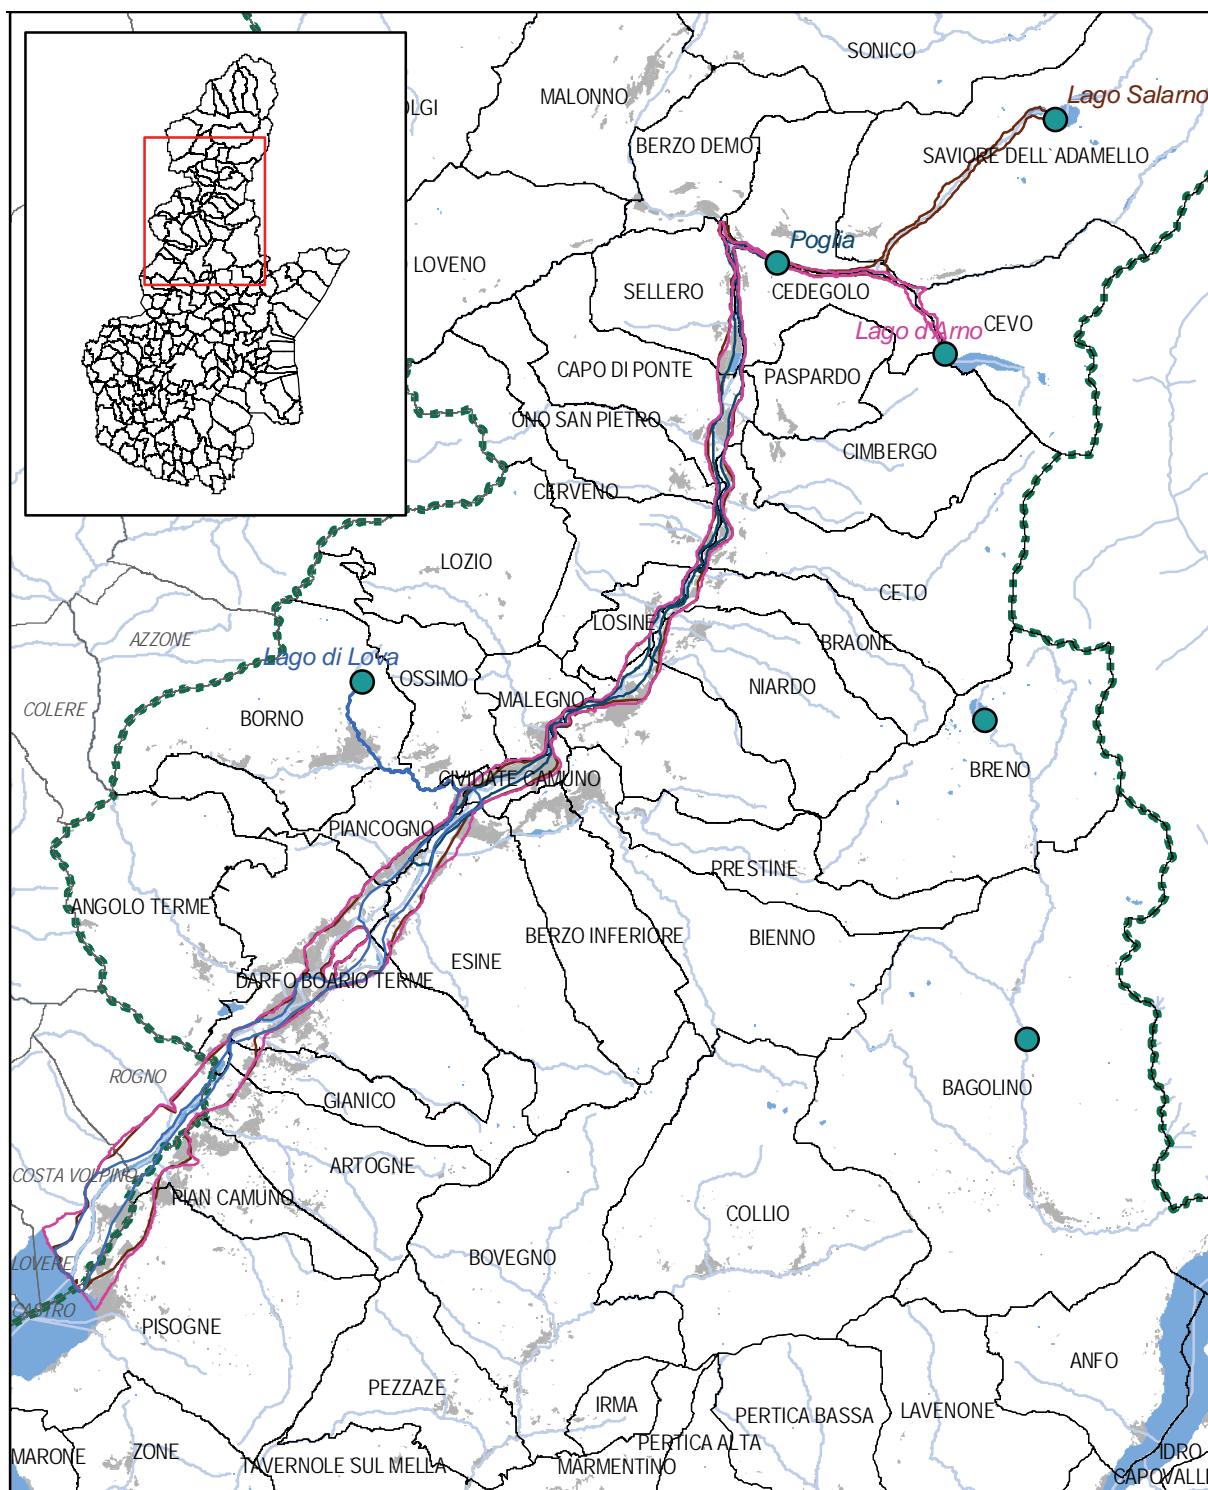 SONICO
Lago Salarno
MALONNO
OLGI
BERZO DEMO
SAVIORE DELL`ADAMELLO
Poglia
LOVENO
SELLERO
CEDEGOLO
CEVO
Lago d'Arno
CAPO DI PONTE
PASPARDO
ONO SAN PIETRO
CIMBERGO
CERVENO
LOZIO
CETO
LOSINE
AZZONE
BRAONE
Lago di Lova
OSSIMO
NIARDO
MALEGNO
COLERE
BORNO
BRENO
CIVIDATE CAMUNO
PIANCOGNO
PRESTINE
ANGOLO TERME
BERZO INFERIORE
BIENNO
ESINE
DARFO BOARIO TERME
ROGNO
BAGOLINO
GIANICO
ARTOGNE
COSTA VOLPINO
PIAN CAMUNO
COLLIO
BOVEGNO
LOVERE
CASTRO
PISOGNE
ANFO
PEZZAZE
IRMA
LAVENONE
PERTICA BASSA
PERTICA ALTA
ZONE
MARONE
IDRO
TAVERNOLE SUL MELLA
MARMENTINO
CAPOVALLE